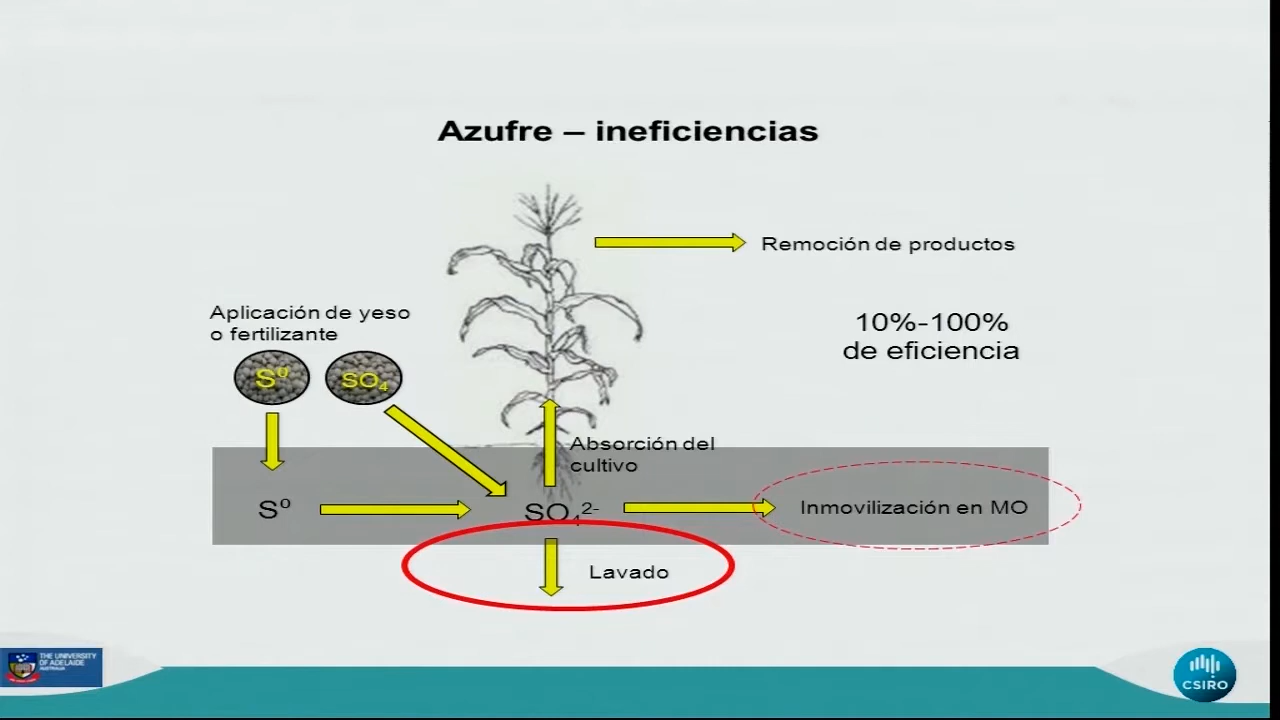 Azufre – ineficiencias
Remoción de productos
Aplicación de yeso
o fertilizante
10%-100%
de eficiencia
S⁰
SO₄
Absorción del
cultivo
S⁰
SO₄²⁻
Inmovilización en MO
Lavado
THE UNIVERSITY
OF ADELAIDE
AUSTRALIA
CSIRO